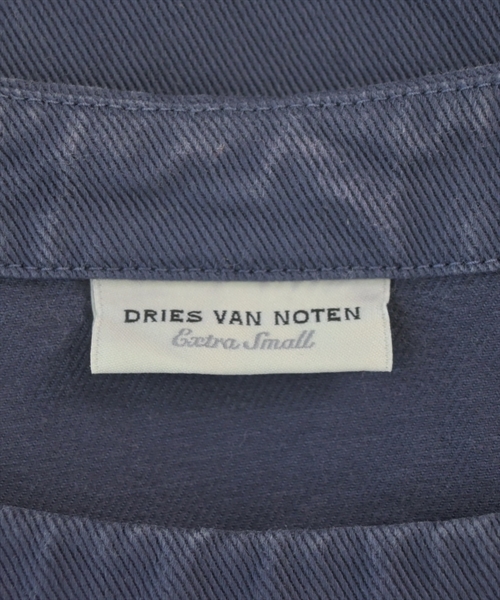 DRIES VAN NOTEN
Extra Small